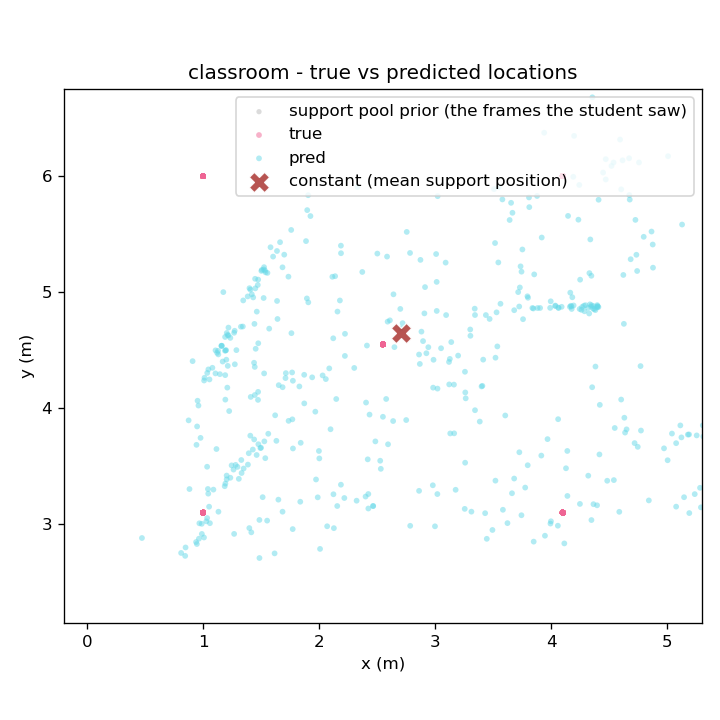 classroom - true vs predicted locations
support pool prior (the frames the student saw)
true
pred
constant (mean support position)
6
5
4
3
y (m)
0 1 2 3 4 5
x (m)